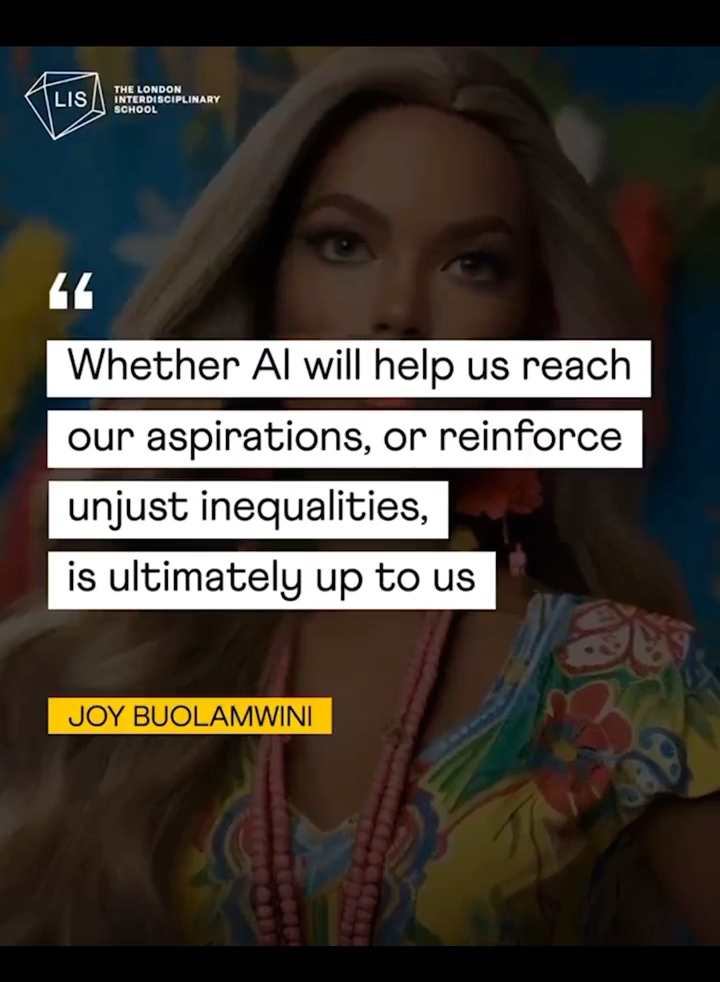 LIS
THE LONDON
INTERDISCIPLINARY
SCHOOL
“
Whether AI will help us reach
our aspirations, or reinforce
unjust inequalities,
is ultimately up to us
JOY BUOLAMWINI